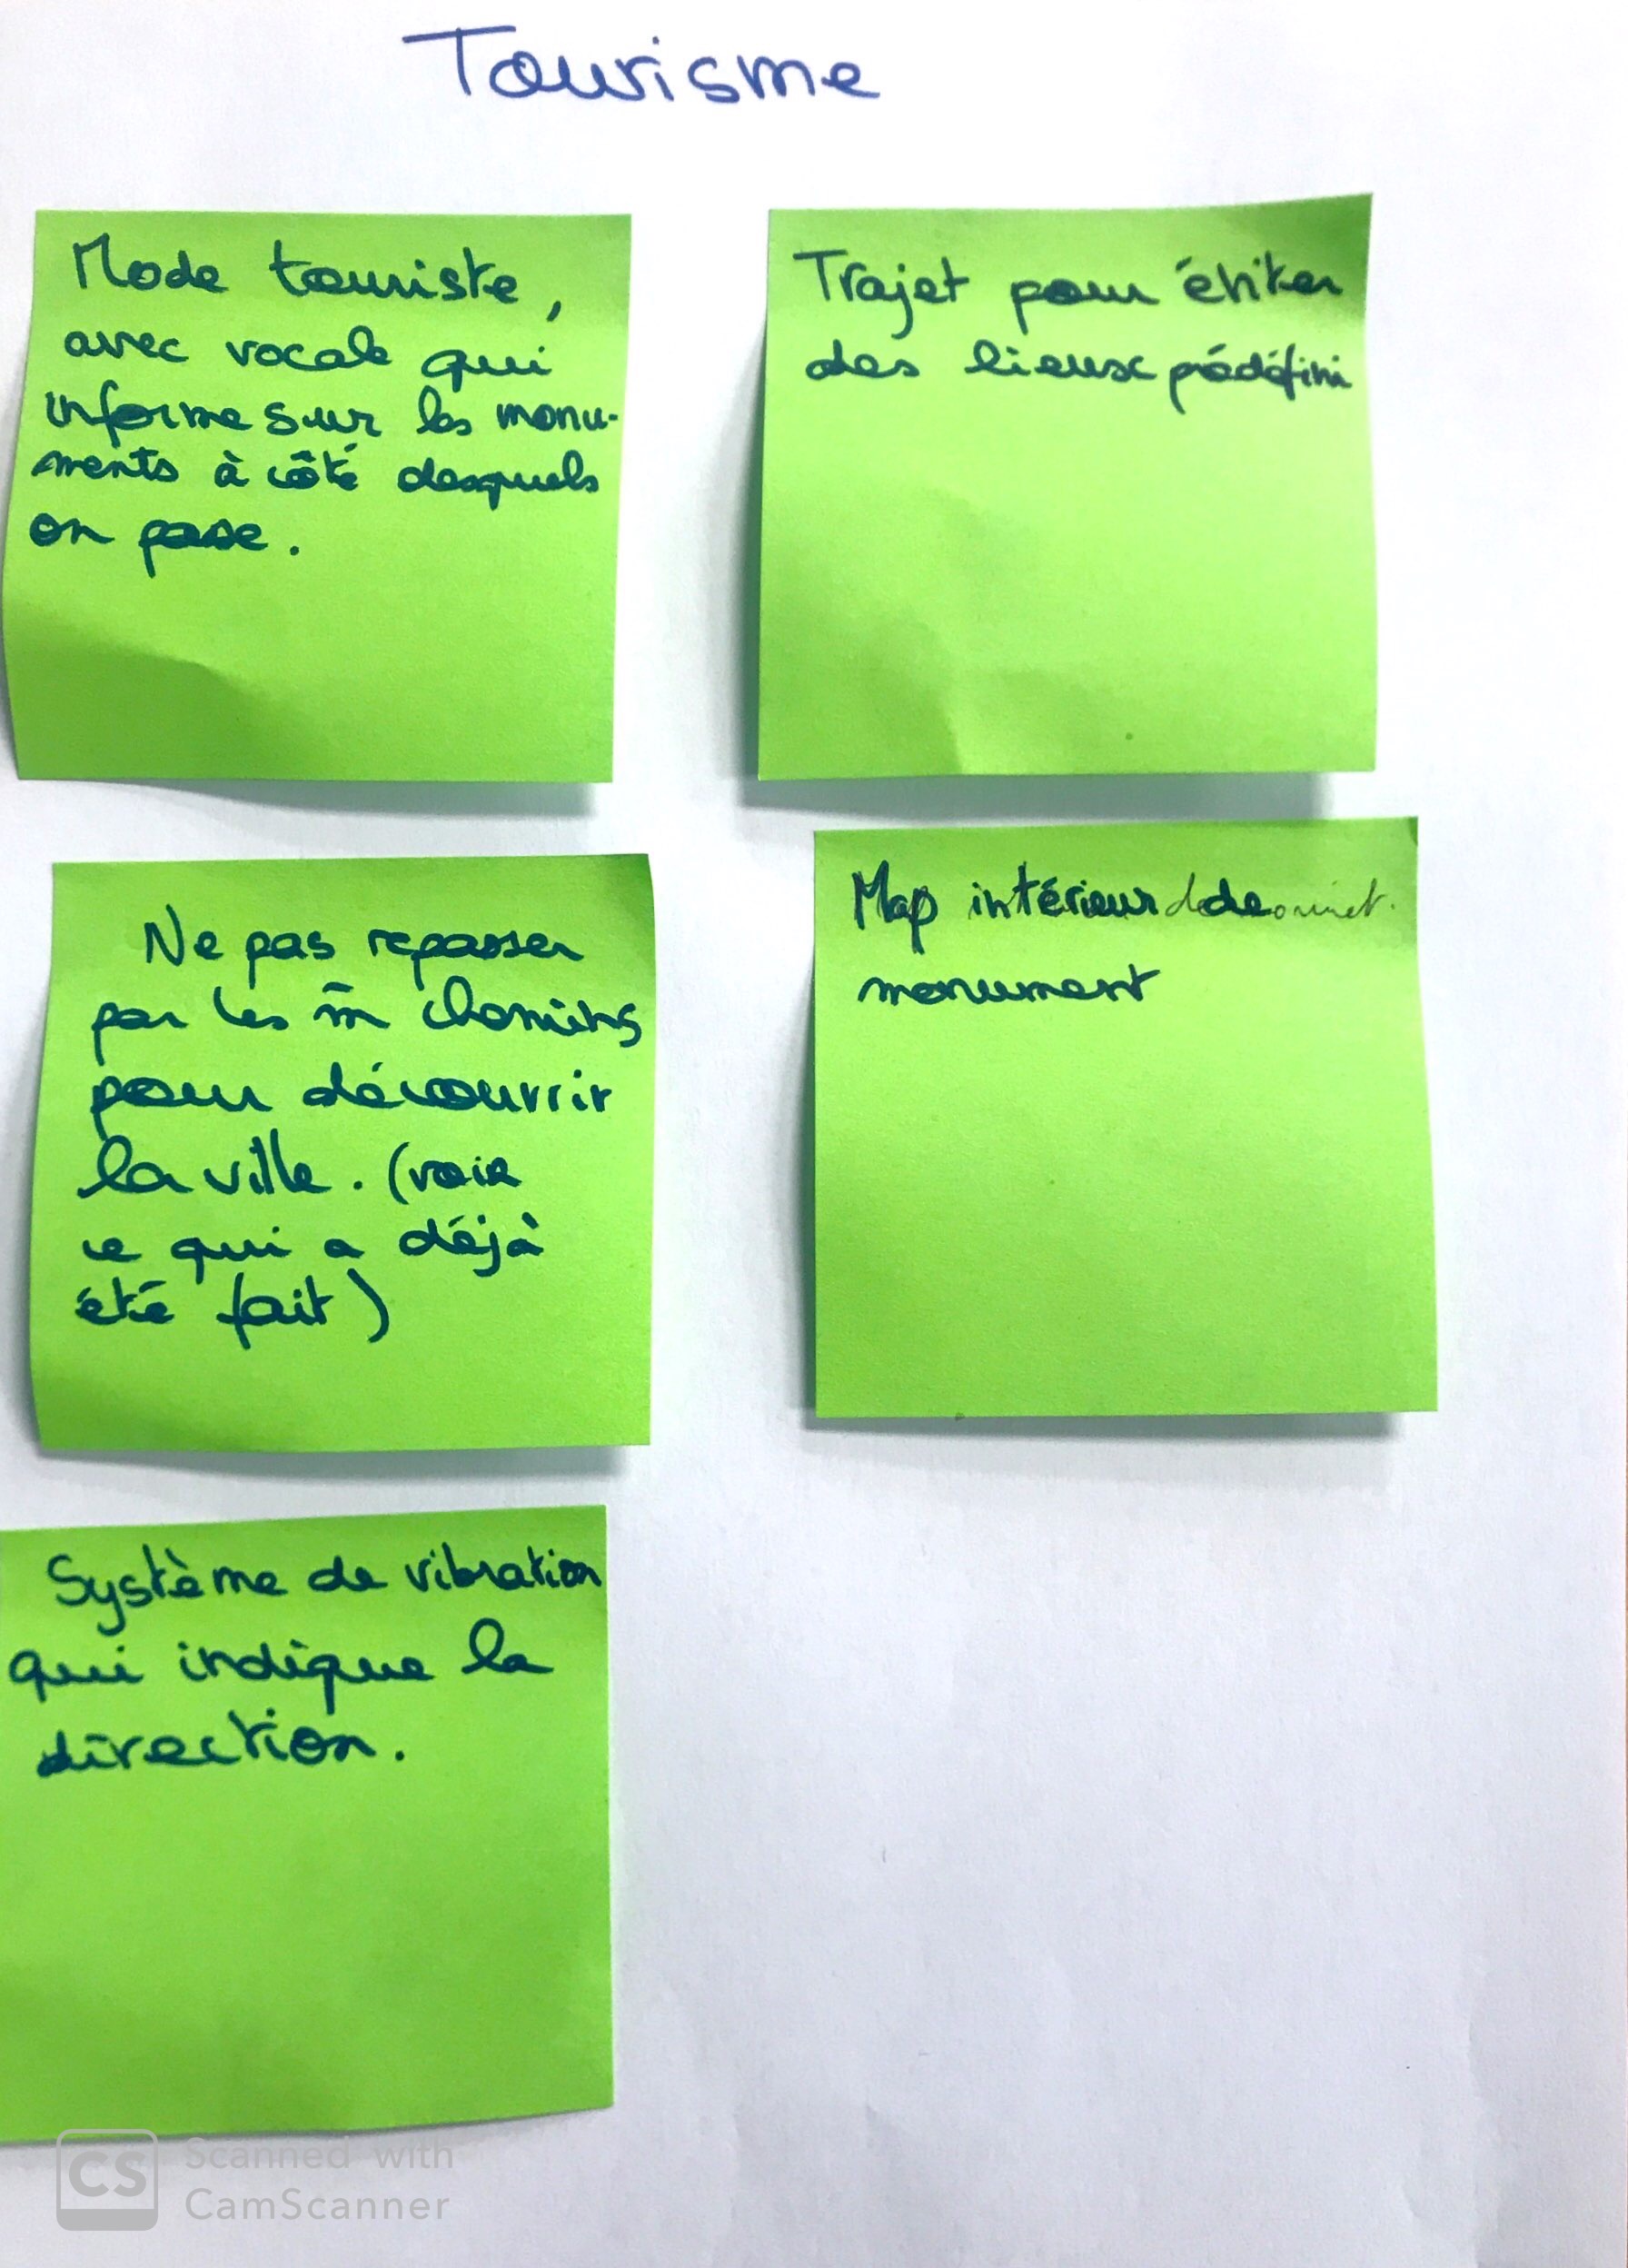 Tourisme
Mode touriste,
avec vocale qui
informe sur les monu-
ments à côté desquels
on passe.
Trajet pour éviter
des lieux prédéfini
Ne pas repasser
par les m̄ chemins
pour découvrir
la ville. (voir
ce qui a déjà
été fait)
Map intérieur de
monument
Système de vibration
qui indique la
direction.
CS Scanned with
CamScanner